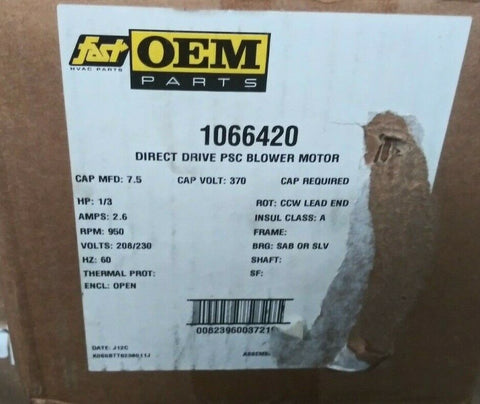 fast OEM
HVAC PARTS PARTS
1066420
DIRECT DRIVE PSC BLOWER MOTOR
CAP MFD: 7.5 CAP VOLT: 370 CAP REQUIRED
HP: 1/3 ROT: CCW LEAD END
AMPS: 2.6 INSUL CLASS: A
RPM: 950 FRAME:
VOLTS: 208/230 BRG: SAB OR SLV
HZ: 60 SHAFT:
THERMAL PROT: SF:
ENCL: OPEN
DATE: J12C